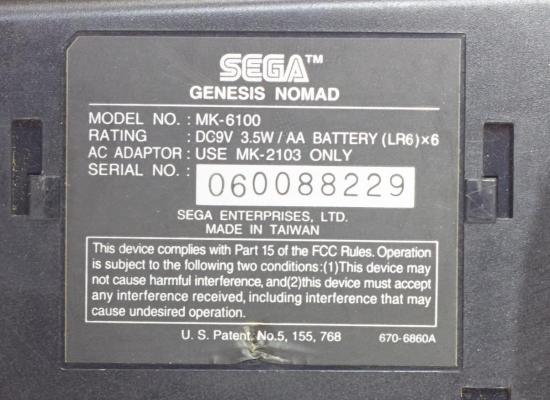 SEGA™
GENESIS NOMAD
MODEL NO. : MK-6100
RATING : DC9V 3.5W / AA BATTERY (LR6)×6
AC ADAPTOR : USE MK-2103 ONLY
SERIAL NO. : 060088229
SEGA ENTERPRISES, LTD.
MADE IN TAIWAN
This device complies with Part 15 of the FCC Rules. Operation
is subject to the following two conditions:(1)This device may
not cause harmful interference, and(2)this device must accept
any interference received, including interference that may
cause undesired operation.
U. S. Patent. No.5, 155, 768 670-6860A